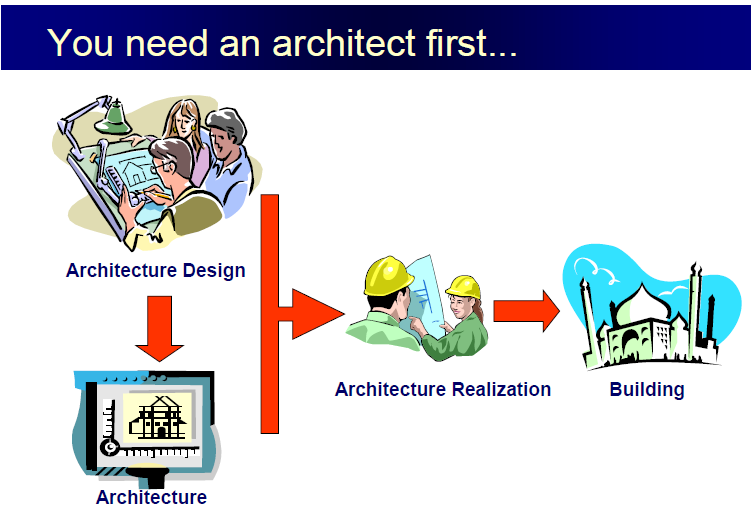 You need an architect first...
Architecture Design
Architecture Realization
Building
Architecture